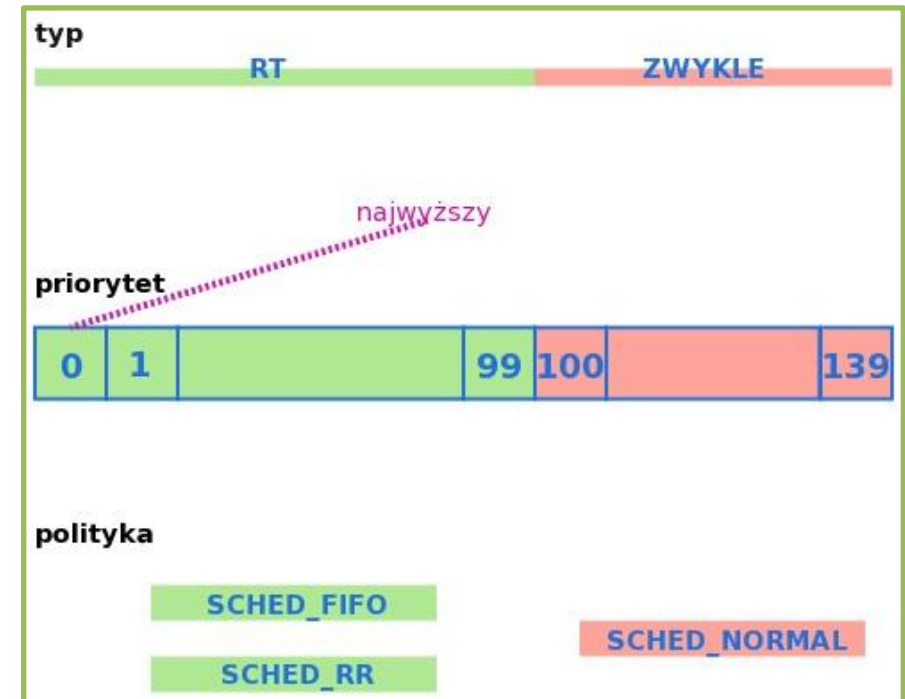 typ
RT ZWYKLE
najwyższy
priorytet
0 1 99 100 139
polityka
SCHED_FIFO
SCHED_NORMAL
SCHED_RR